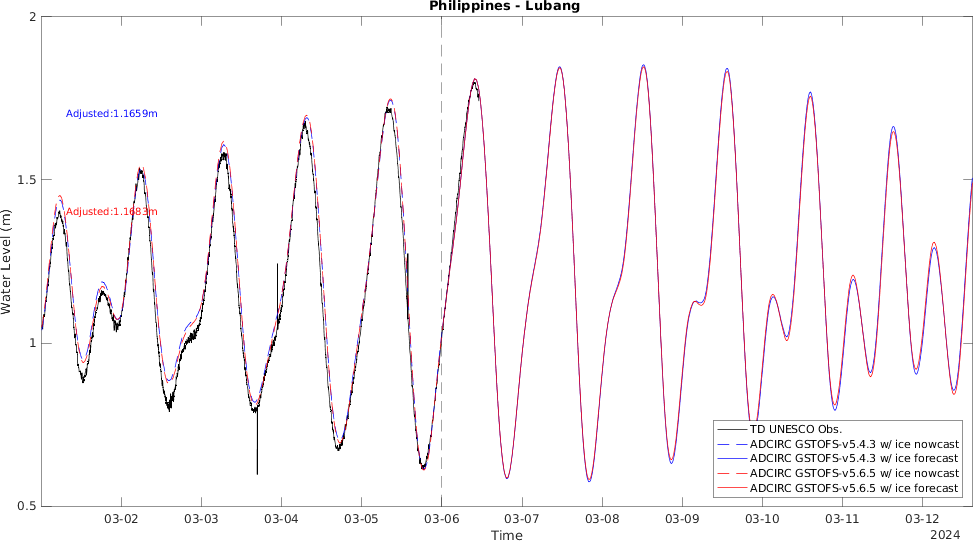 Philippines - Lubang
2
Adjusted:1.1659m
1.5
Adjusted:1.1683m
Water Level (m)
1
TD UNESCO Obs.
ADCIRC GSTOFS-v5.4.3 w/ ice nowcast
ADCIRC GSTOFS-v5.4.3 w/ ice forecast
ADCIRC GSTOFS-v5.6.5 w/ ice nowcast
ADCIRC GSTOFS-v5.6.5 w/ ice forecast
0.5
03-02 03-03 03-04 03-05 03-06 03-07 03-08 03-09 03-10 03-11 03-12
Time
2024